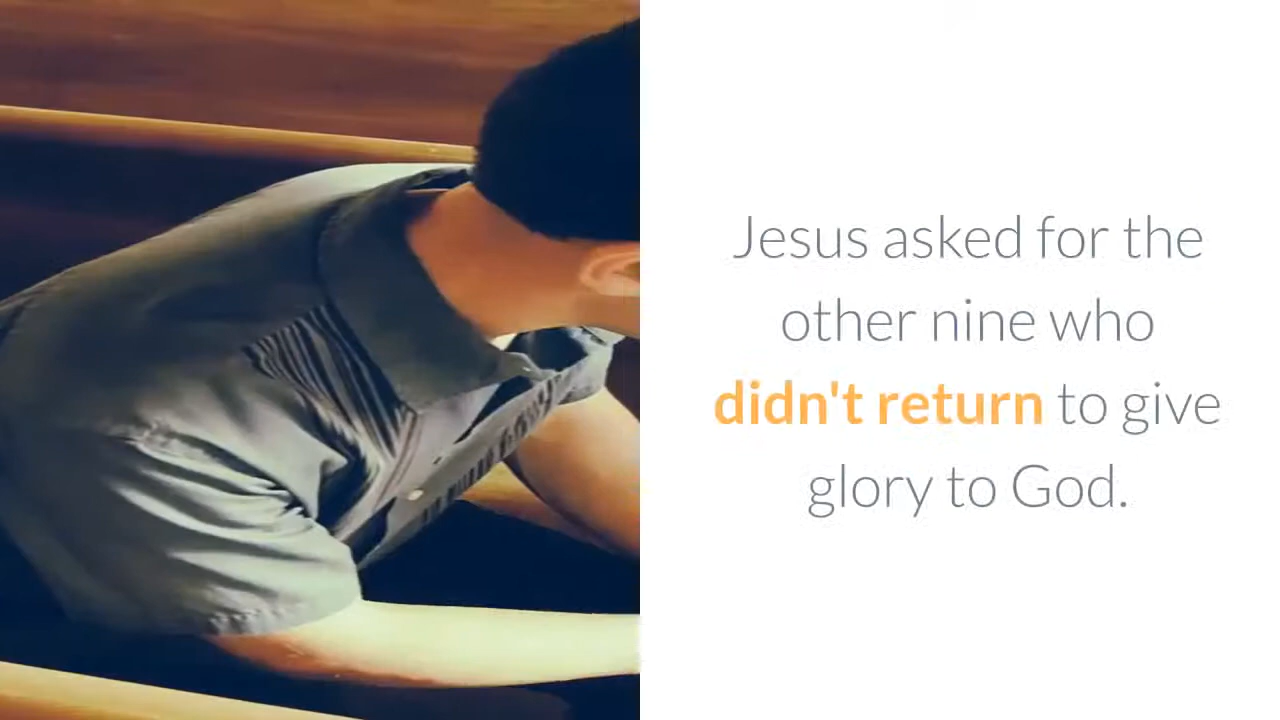 Jesus asked for the
other nine who
didn't return to give
glory to God.